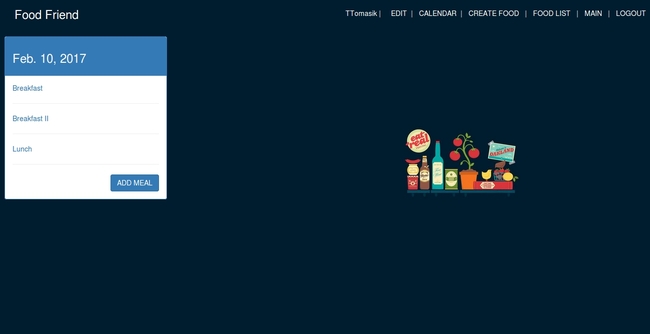 Food Friend
TTomasik | EDIT | CALENDAR | CREATE FOOD | FOOD LIST | MAIN | LOGOUT
Feb. 10, 2017
Breakfast
Breakfast II
Lunch
ADD MEAL
eat
real
OAKLAND